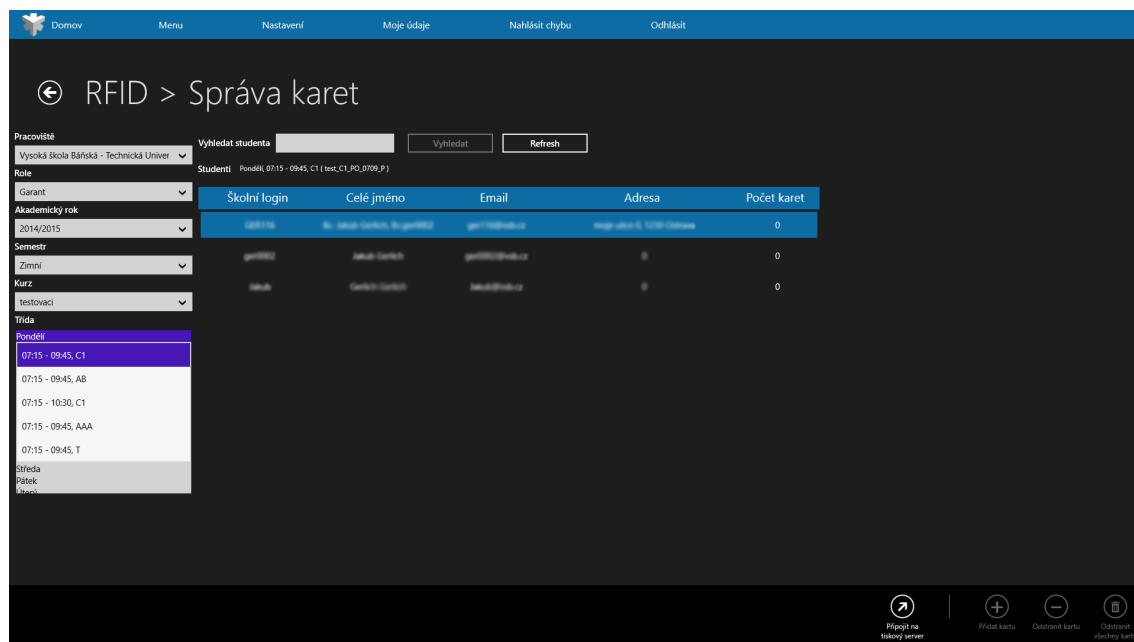 Domov Menu Nastavení Moje údaje Nahlásit chybu Odhlásit
RFID > Správa karet
Pracoviště
Vysoká škola Báňská - Technická Univer
Role
Garant
Akademický rok
2014/2015
Semestr
Zimní
Kurz
testovaci
Třída
Pondělí
07:15 - 09:45, C1
07:15 - 09:45, AB
07:15 - 10:30, C1
07:15 - 09:45, AAA
07:15 - 09:45, T
Středa
Pátek
Úterý
Vyhledat studenta Vyhledat Refresh
Studenti Pondělí, 07:15 - 09:45, C1 ( test_C1_PO_0709_P )
Školní login Celé jméno Email Adresa Počet karet
0
0
0
Připojit na
tiskový server
Přidat kartu
Odstranit kartu
Odstranit
všechny kart